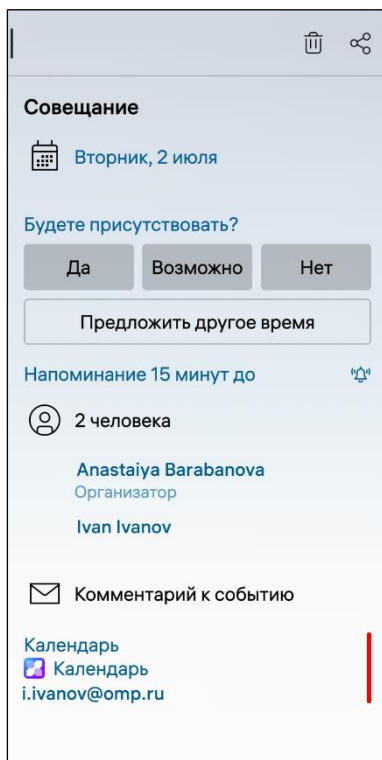 Совещание
Вторник, 2 июля
Будете присутствовать?
Да Возможно Нет
Предложить другое время
Напоминание 15 минут до
2 человека
Anastaiya Barabanova
Организатор
Ivan Ivanov
Комментарий к событию
Календарь
Календарь
i.ivanov@omp.ru